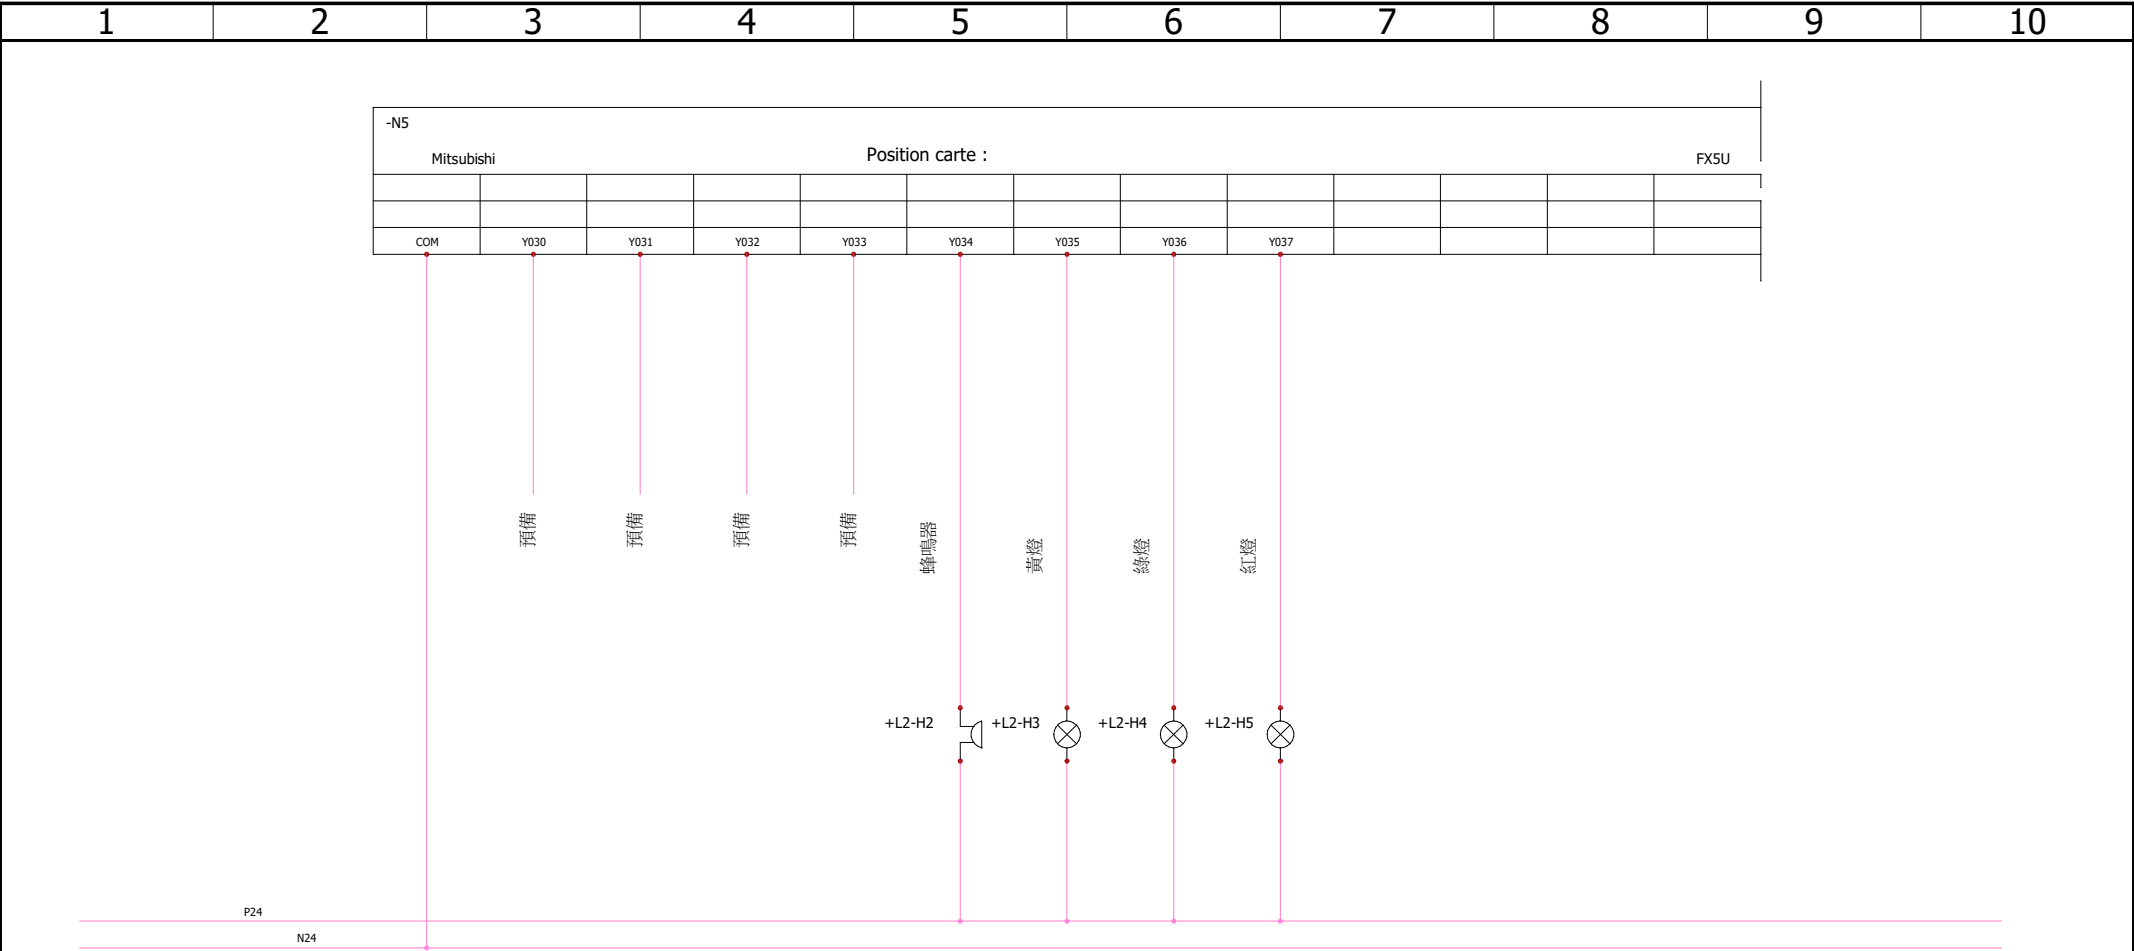 1 2 3 4 5 6 7 8 9 10
-N5
Mitsubishi Position carte : FX5U
COM Y030 Y031 Y032 Y033 Y034 Y035 Y036 Y037
預備 預備 預備 預備 蜂鳴器 黃燈 綠燈 紅燈
+L2-H2 +L2-H3 +L2-H4 +L2-H5
P24
N24